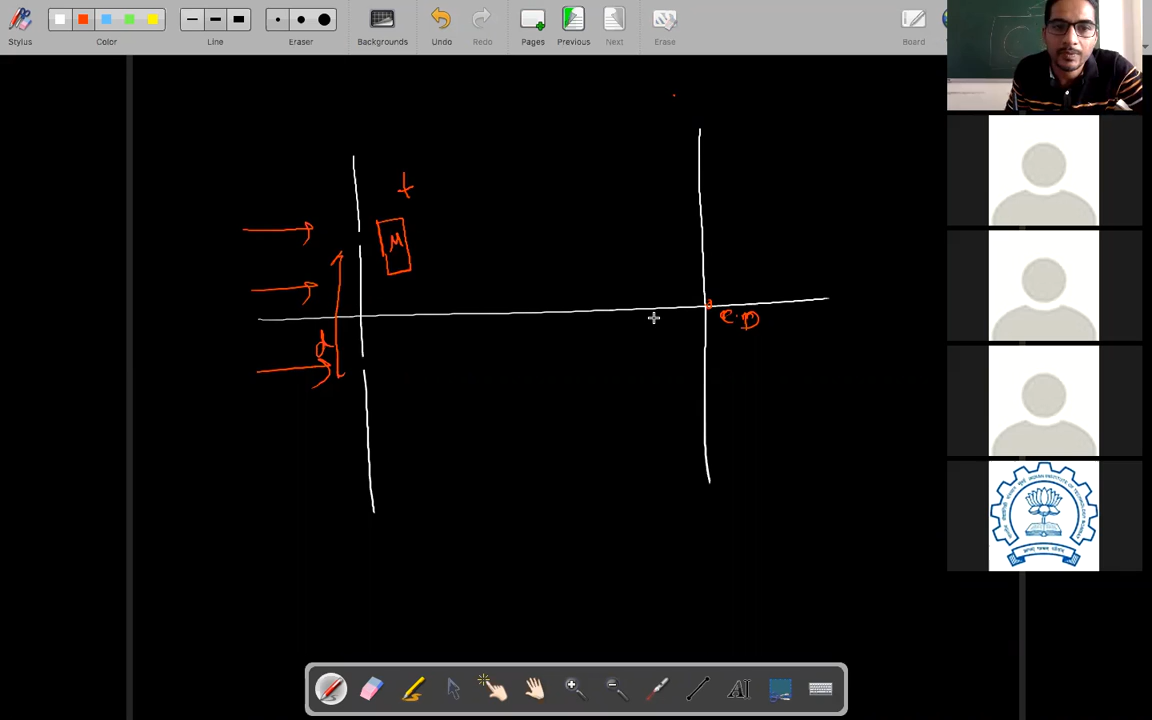 Stylus
Color
Line
Eraser
Backgrounds
Undo
Redo
Pages
Previous
Next
Erase
Board
t
μ
d
C.D